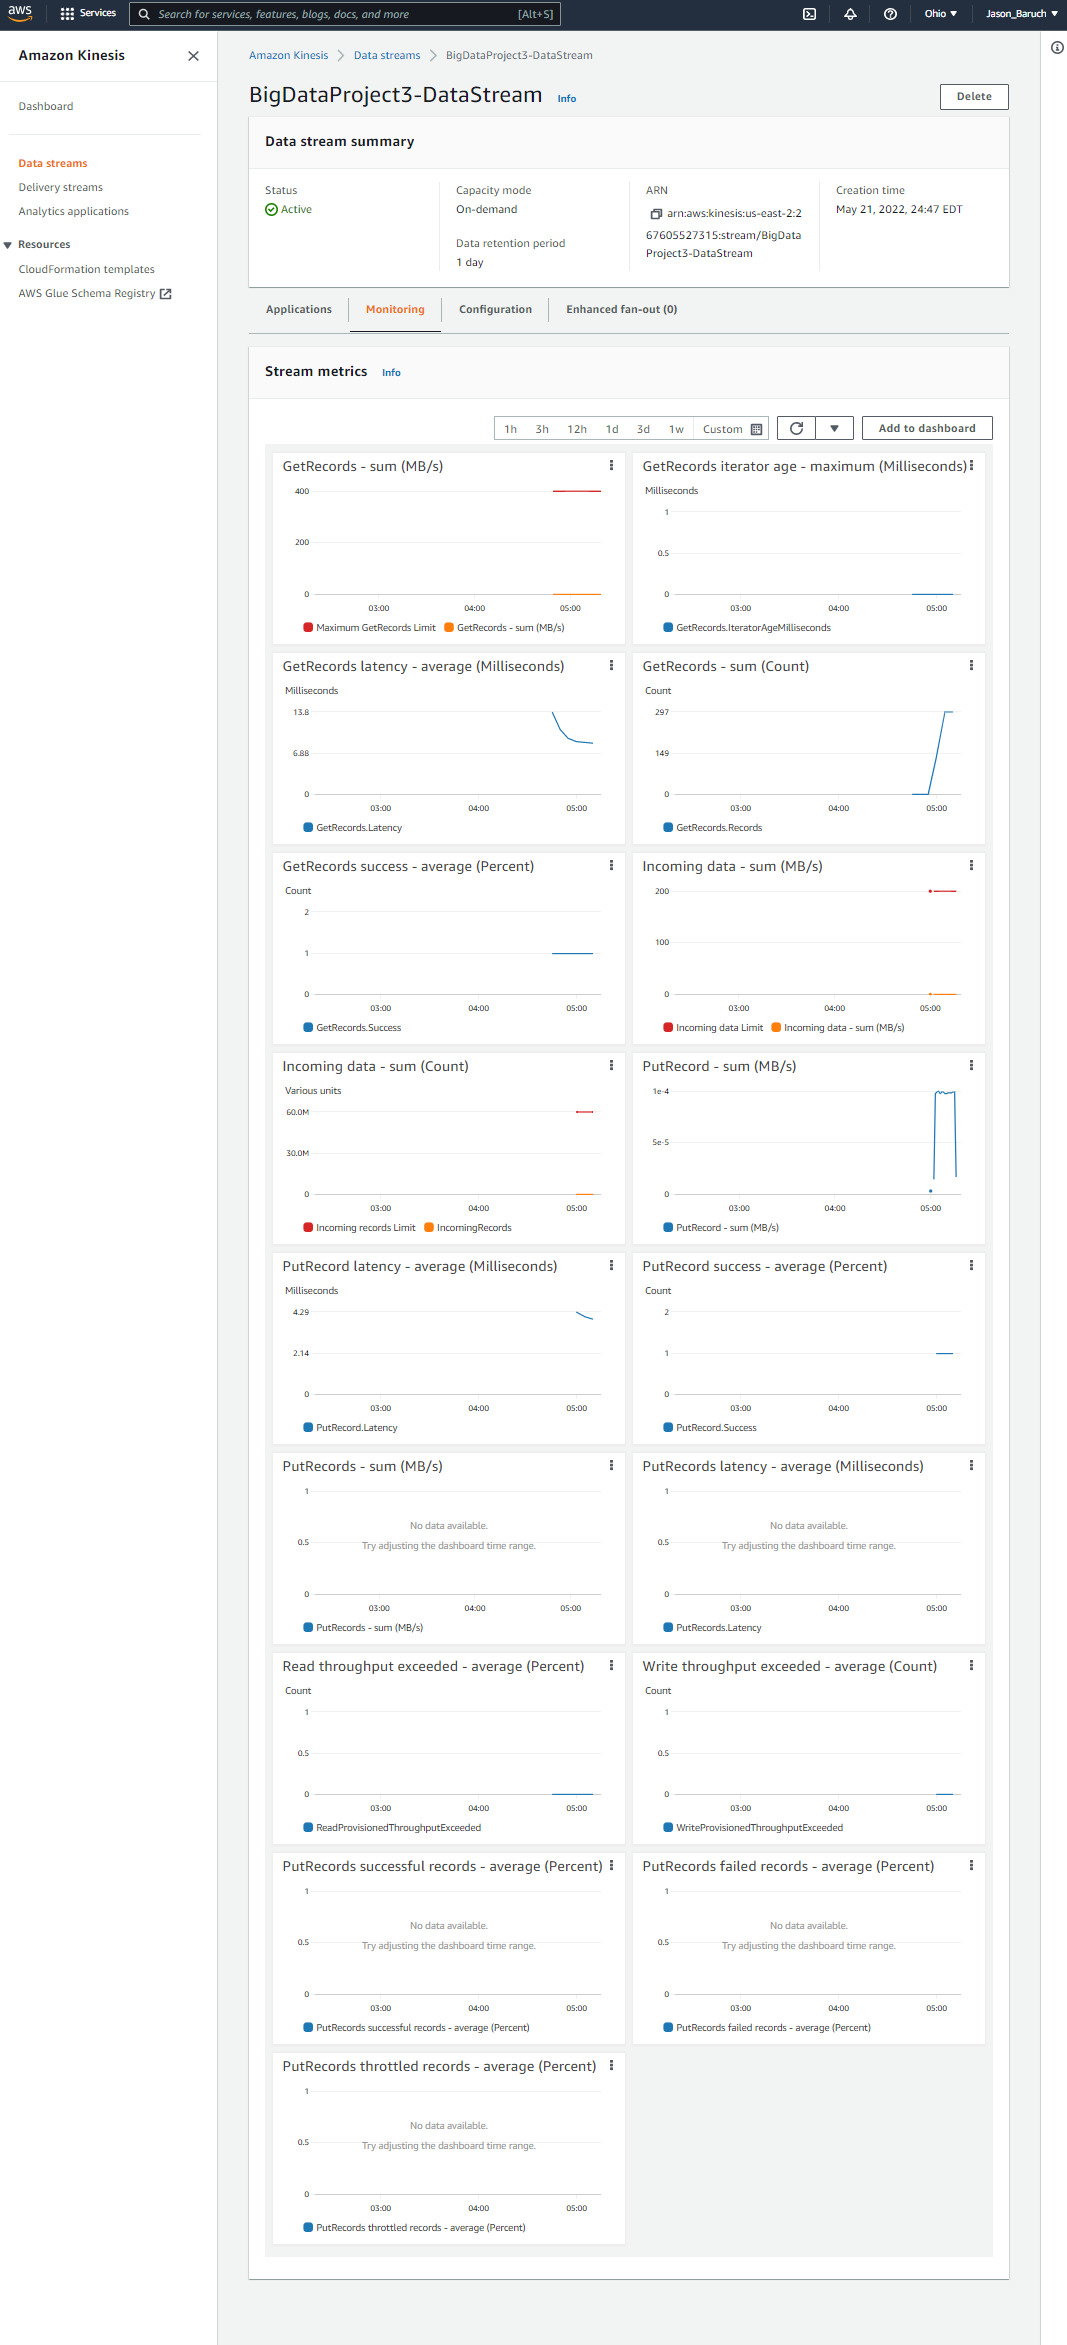 aws
Services
Search for services, features, blogs, docs, and more
[Alt+S]
Ohio
Jason_Baruch
Amazon Kinesis
Dashboard
Data streams
Delivery streams
Analytics applications
Resources
CloudFormation templates
AWS Glue Schema Registry
Amazon Kinesis
Data streams
BigDataProject3-DataStream
BigDataProject3-DataStream Info
Delete
Data stream summary
Status
Active
Capacity mode
On-demand
Data retention period
1 day
ARN
arn:aws:kinesis:us-east-2:2
67605527315:stream/BigData
Project3-DataStream
Creation time
May 21, 2022, 24:47 EDT
Applications
Monitoring
Configuration
Enhanced fan-out (0)
Stream metrics Info
1h 3h 12h 1d 3d 1w Custom
Add to dashboard
GetRecords - sum (MB/s)
400
200
0
03:00 04:00 05:00
Maximum GetRecords Limit GetRecords - sum (MB/s)
GetRecords iterator age - maximum (Milliseconds)
Milliseconds
1
0.5
0
03:00 04:00 05:00
GetRecords.IteratorAgeMilliseconds
GetRecords latency - average (Milliseconds)
Milliseconds
13.8
6.88
0
03:00 04:00 05:00
GetRecords.Latency
GetRecords - sum (Count)
Count
297
149
0
03:00 04:00 05:00
GetRecords.Records
GetRecords success - average (Percent)
Count
2
1
0
03:00 04:00 05:00
GetRecords.Success
Incoming data - sum (MB/s)
200
100
0
03:00 04:00 05:00
Incoming data Limit Incoming data - sum (MB/s)
Incoming data - sum (Count)
Various units
60.0M
30.0M
0
03:00 04:00 05:00
Incoming records Limit IncomingRecords
PutRecord - sum (MB/s)
1e-4
5e-5
0
03:00 04:00 05:00
PutRecord - sum (MB/s)
PutRecord latency - average (Milliseconds)
Milliseconds
4.29
2.14
0
03:00 04:00 05:00
PutRecord.Latency
PutRecord success - average (Percent)
Count
2
1
0
03:00 04:00 05:00
PutRecord.Success
PutRecords - sum (MB/s)
1
No data available.
0.5
Try adjusting the dashboard time range.
0
03:00 04:00 05:00
PutRecords - sum (MB/s)
PutRecords latency - average (Milliseconds)
1
No data available.
0.5
Try adjusting the dashboard time range.
0
03:00 04:00 05:00
PutRecords.Latency
Read throughput exceeded - average (Percent)
Count
1
0.5
0
03:00 04:00 05:00
ReadProvisionedThroughputExceeded
Write throughput exceeded - average (Count)
Count
1
0.5
0
03:00 04:00 05:00
WriteProvisionedThroughputExceeded
PutRecords successful records - average (Percent)
1
No data available.
0.5
Try adjusting the dashboard time range.
0
03:00 04:00 05:00
PutRecords successful records - average (Percent)
PutRecords failed records - average (Percent)
1
No data available.
0.5
Try adjusting the dashboard time range.
0
03:00 04:00 05:00
PutRecords failed records - average (Percent)
PutRecords throttled records - average (Percent)
1
No data available.
0.5
Try adjusting the dashboard time range.
0
03:00 04:00 05:00
PutRecords throttled records - average (Percent)